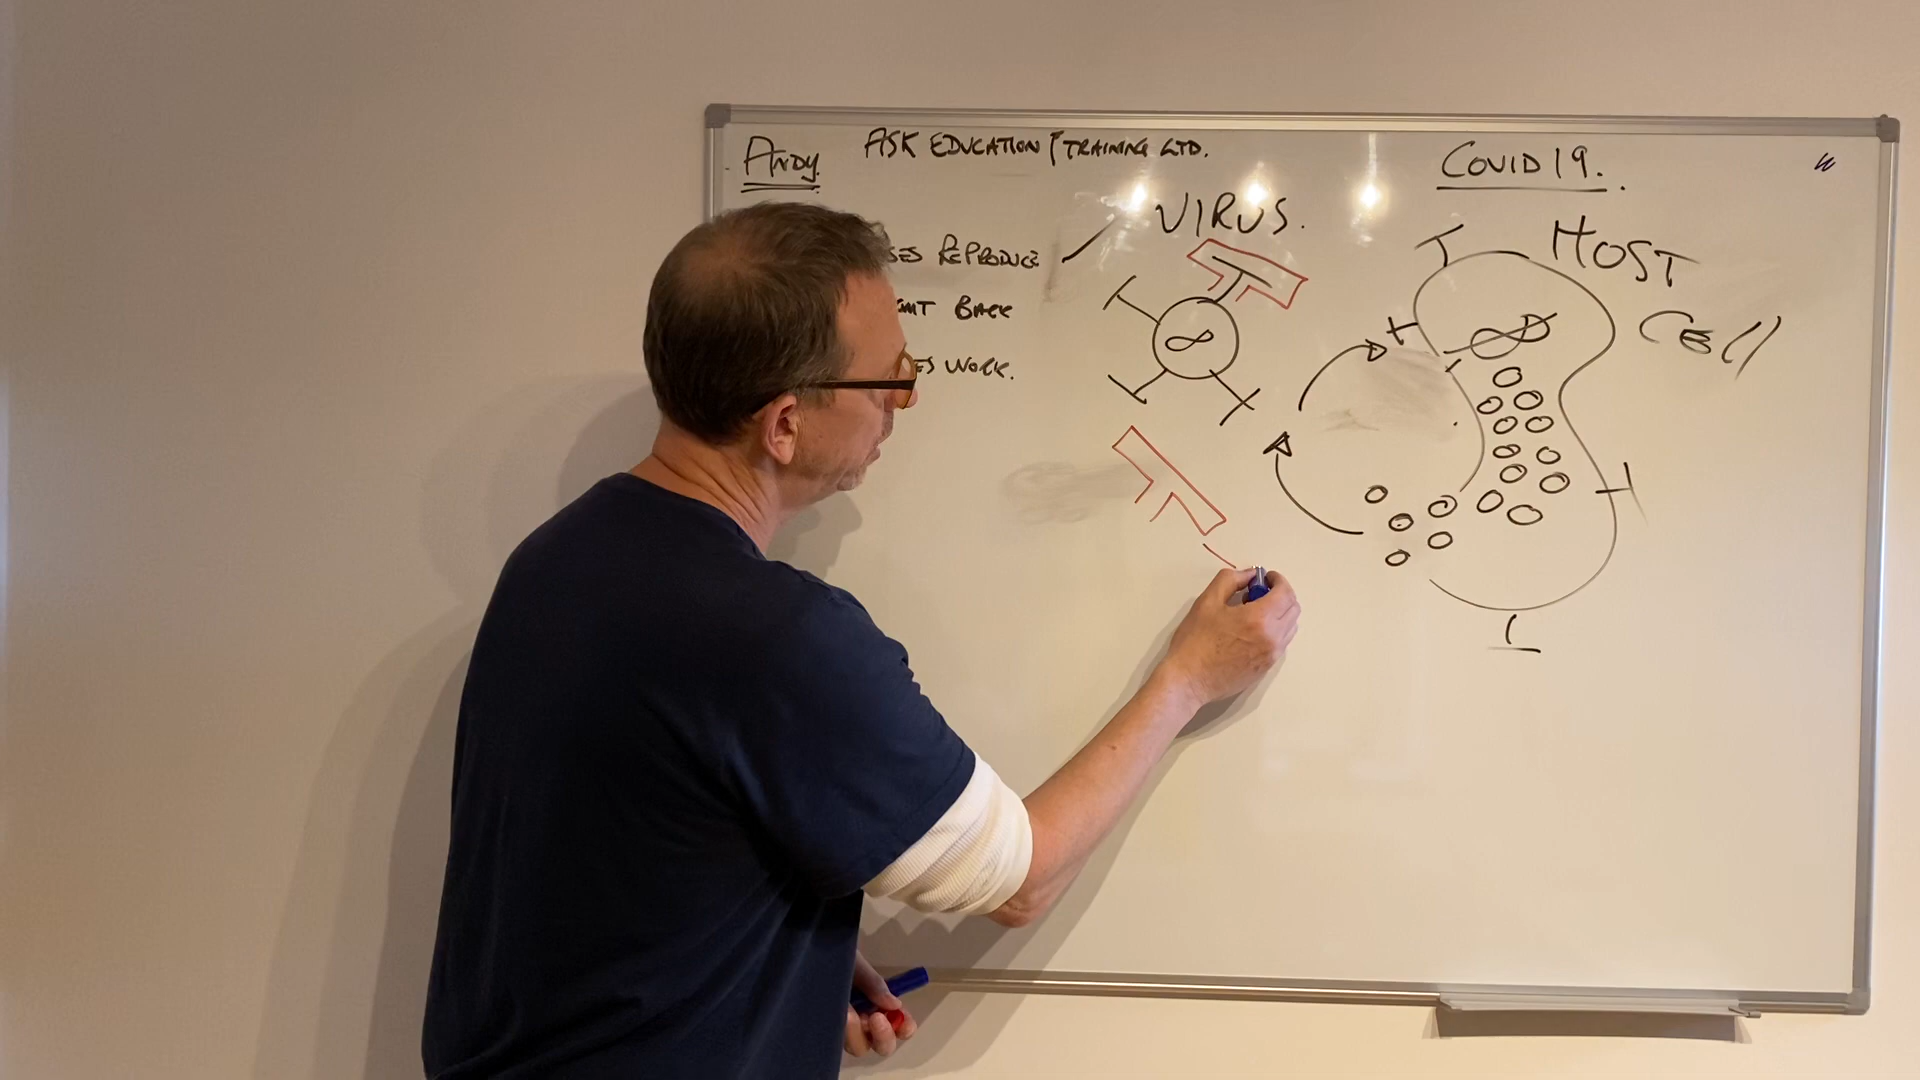 Andy. ASK EDUCATION / TRAINING LTD. COVID 19.
VIRUS.
HOST
CELL
SES REPRODUCE
GHT BACK
ES WORK.